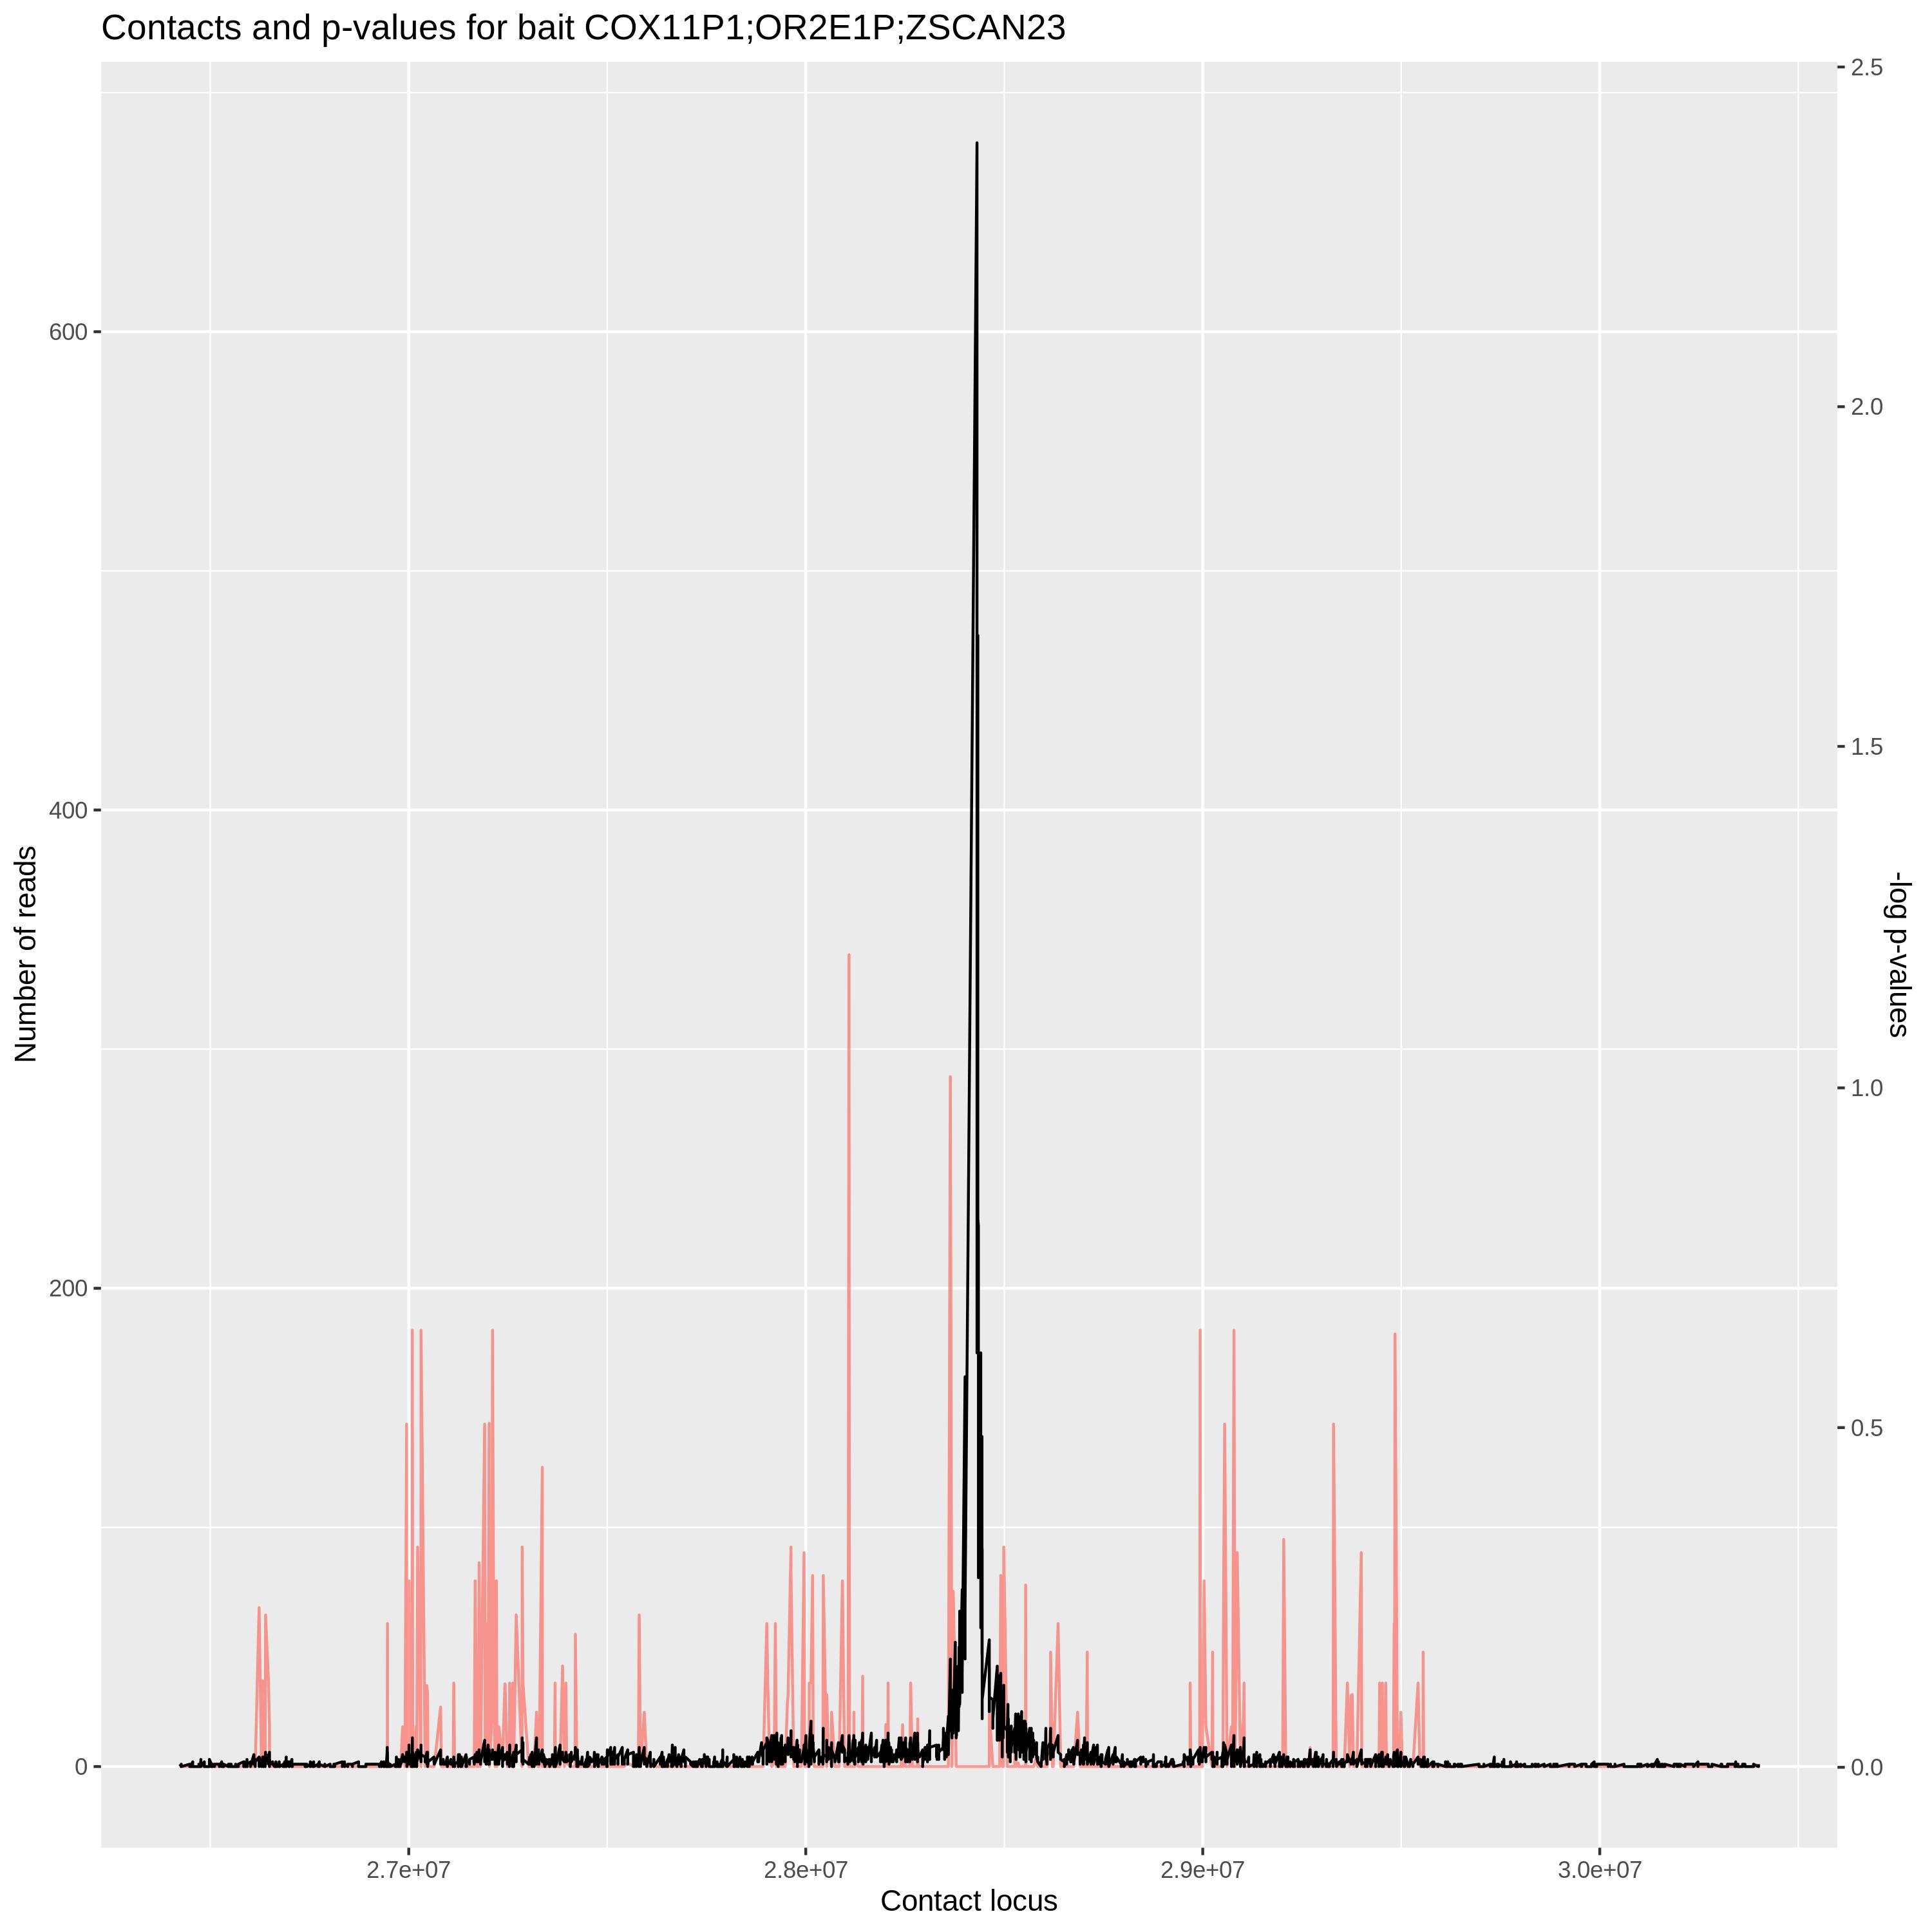 Contacts and p-values for bait COX11P1;OR2E1P;ZSCAN23
Number of reads
600
400
200
0
2.5
2.0
1.5
1.0
0.5
0.0
-log p-values
2.7e+07 2.8e+07 2.9e+07 3.0e+07
Contact locus